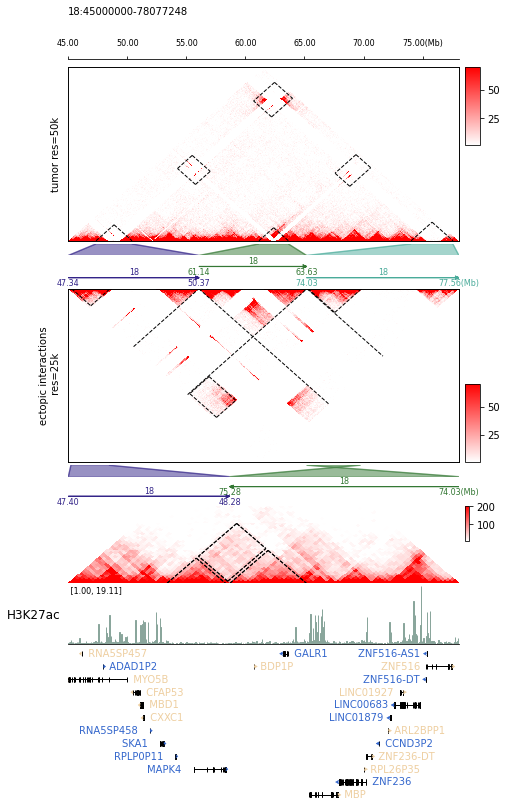 18:45000000-78077248
45.00 50.00 55.00 60.00 65.00 70.00 75.00(Mb)
tumor res=50k
50
25
18
18 18
47.34 61.14 50.37 63.63 74.03 77.56(Mb)
ectopic interactions
res=25k
50
25
18
18
47.40 75.28 48.28 74.03(Mb)
200
100
[1.00, 19.11]
H3K27ac
RNA5SP457 GALR1 ZNF516-AS1
ADAD1P2 BDP1P ZNF516
MYO5B ZNF516-DT
CFAP53 LINC01927
MBD1 LINC00683
CXXC1 LINC01879
RNA5SP458 ARL2BPP1
SKA1 CCND3P2
RPLP0P11 ZNF236-DT
MAPK4 RPL26P35
ZNF236
MBP